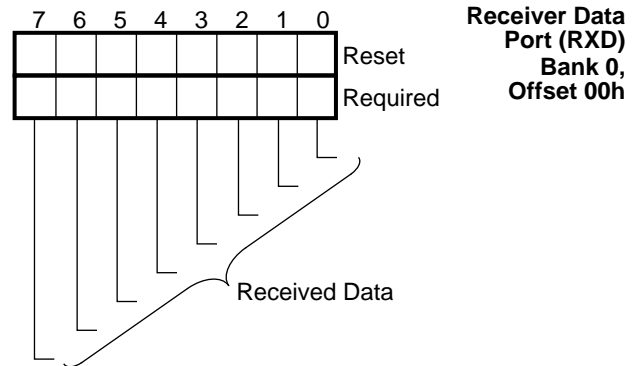 7 6 5 4 3 2 1 0
Reset
Required
Receiver Data
Port (RXD)
Bank 0,
Offset 00h
Received Data